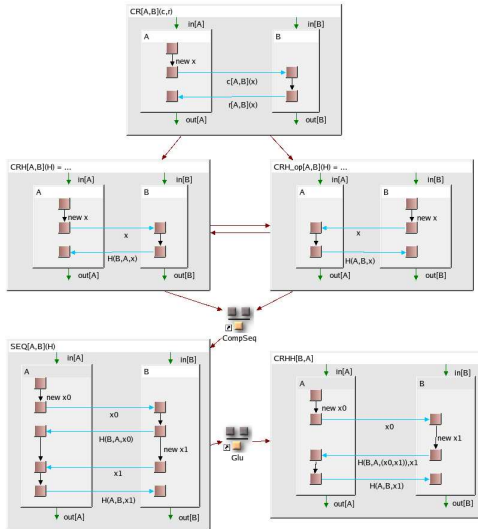 CR[A,B](c,r)
in[A]
in[B]
A
B
new x
c[A,B](x)
r[A,B](x)
out[A]
out[B]
CRH[A,B](H) = ...
in[A]
in[B]
A
B
new x
x
H(B,A,x)
out[A]
out[B]
CRH_op[A,B](H) = ...
in[A]
in[B]
A
B
new x
x
H(A,B,x)
out[A]
out[B]
CompSeq
SEQ[A,B](H)
in[A]
in[B]
A
B
new x0
x0
H(B,A,x0)
new x1
x1
H(A,B,x1)
out[A]
out[B]
Glu
CRHH[B,A]
in[A]
in[B]
A
B
new x0
x0
new x1
H(B,A,(x0,x1)),x1
H(A,B,x1)
out[A]
out[B]